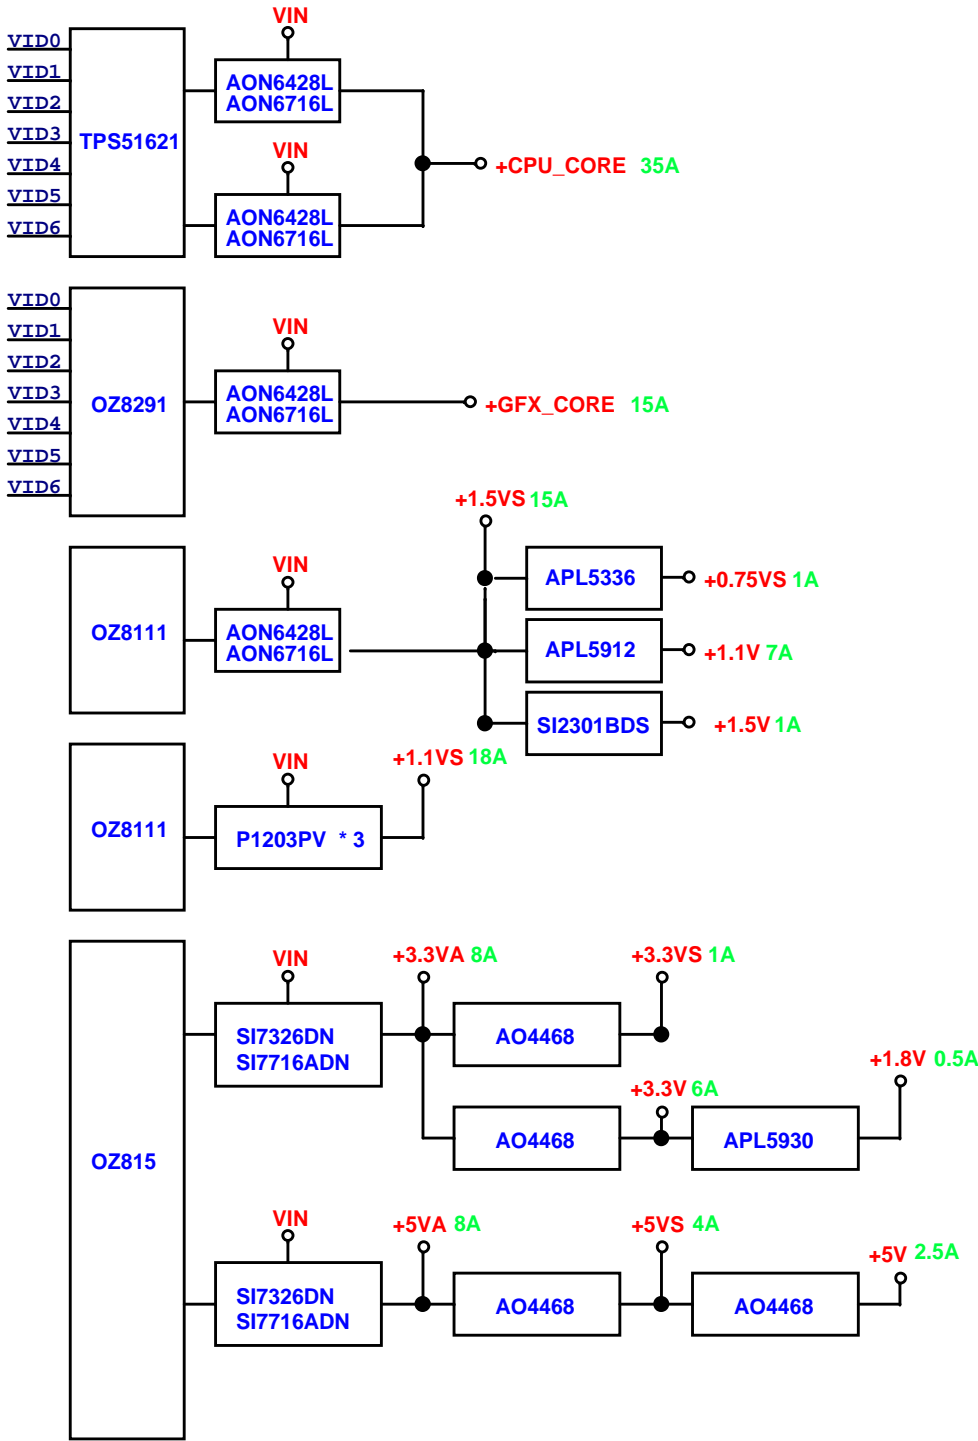 VIN
VID0
VID1
VID2
VID3
VID4
VID5
VID6
TPS51621
AON6428L
AON6716L
VIN
AON6428L
AON6716L
+CPU_CORE 35A
VID0
VID1
VID2
VID3
VID4
VID5
VID6
OZ8291
VIN
AON6428L
AON6716L
+GFX_CORE 15A
+1.5VS 15A
OZ8111
VIN
AON6428L
AON6716L
APL5336
+0.75VS 1A
APL5912
+1.1V 7A
SI2301BDS
+1.5V 1A
OZ8111
VIN
P1203PV * 3
+1.1VS 18A
OZ815
VIN
SI7326DN
SI7716ADN
+3.3VA 8A
AO4468
+3.3VS 1A
AO4468
+3.3V 6A
APL5930
+1.8V 0.5A
VIN
SI7326DN
SI7716ADN
+5VA 8A
AO4468
+5VS 4A
AO4468
+5V 2.5A